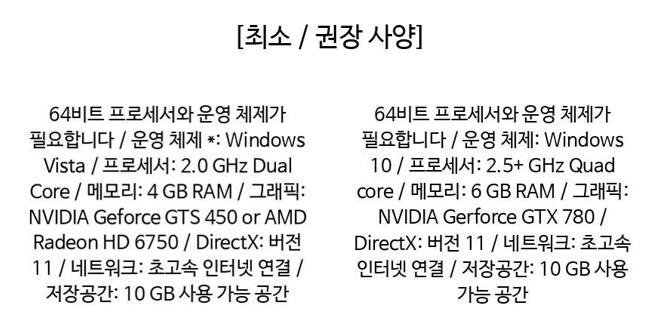 [최소 / 권장 사양]
64비트 프로세서와 운영 체제가
필요합니다 / 운영 체제 *: Windows
Vista / 프로세서: 2.0 GHz Dual
Core / 메모리: 4 GB RAM / 그래픽:
NVIDIA Geforce GTS 450 or AMD
Radeon HD 6750 / DirectX: 버전
11 / 네트워크: 초고속 인터넷 연결 /
저장공간: 10 GB 사용 가능 공간
64비트 프로세서와 운영 체제가
필요합니다 / 운영 체제: Windows
10 / 프로세서: 2.5+ GHz Quad
core / 메모리: 6 GB RAM / 그래픽:
NVIDIA Gerforce GTX 780 /
DirectX: 버전 11 / 네트워크: 초고속
인터넷 연결 / 저장공간: 10 GB 사용
가능 공간